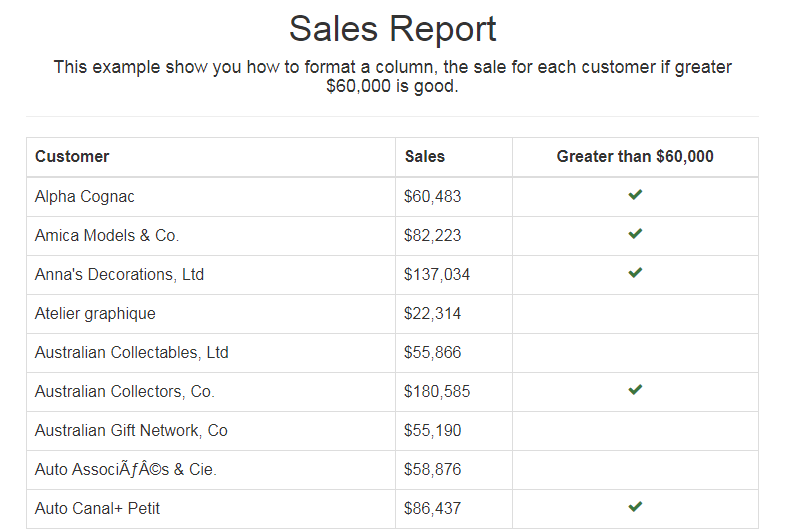 Sales Report
This example show you how to format a column, the sale for each customer if greater
$60,000 is good.
Customer Sales Greater than $60,000
Alpha Cognac $60,483 ✔
Amica Models & Co. $82,223 ✔
Anna's Decorations, Ltd $137,034 ✔
Atelier graphique $22,314
Australian Collectables, Ltd $55,866
Australian Collectors, Co. $180,585 ✔
Australian Gift Network, Co $55,190
Auto AssociÃƒÂ©s & Cie. $58,876
Auto Canal+ Petit $86,437 ✔